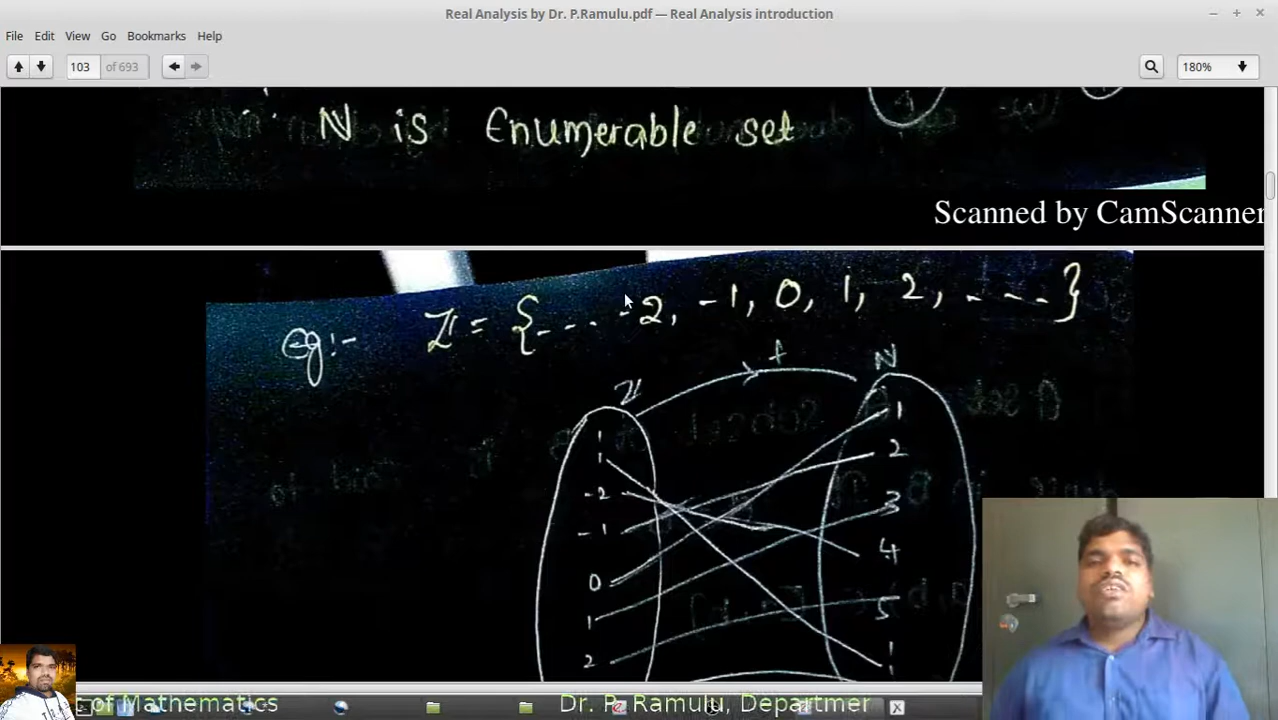 Real Analysis by Dr. P.Ramulu.pdf — Real Analysis introduction
File Edit View Go Bookmarks Help
103 of 693 180%
N is Enumerable set
Scanned by CamScanner
Eg:- Z = {... -2, -1, 0, 1, 2, ....}
f
Z N
1
2
-2
3
-1
4
0
5
1
2
s of Mathematics Dr. P. Ramulu, Departmer